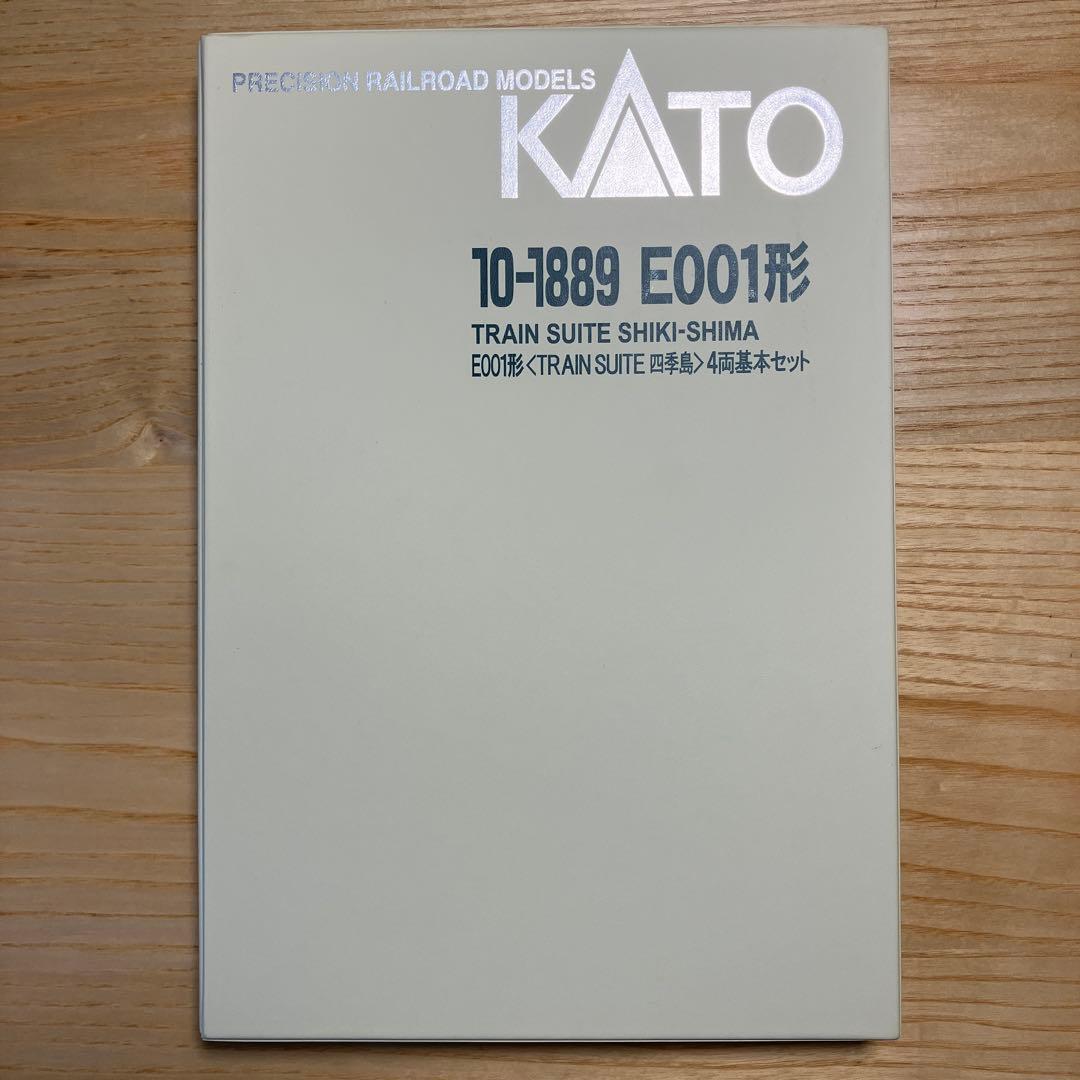 PRECISION RAILROAD MODELS
KATO
10-1889 E001形
TRAIN SUITE SHIKI-SHIMA
E001形〈TRAIN SUITE 四季島〉4両基本セット